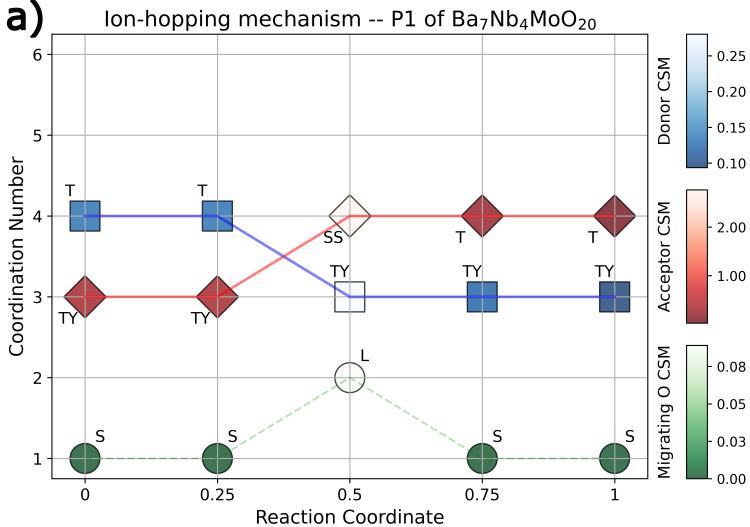 a)
Ion-hopping mechanism -- P1 of Ba₇Nb₄MoO₂₀
Coordination Number
6
5
4
3
2
1
T
T
SS
T
T
TY
TY
TY
TY
TY
L
S
S
S
S
0
0.25
0.5
0.75
1
Reaction Coordinate
Donor CSM
0.25
0.20
0.15
0.10
Acceptor CSM
2.00
1.00
Migrating O CSM
0.08
0.05
0.03
0.00